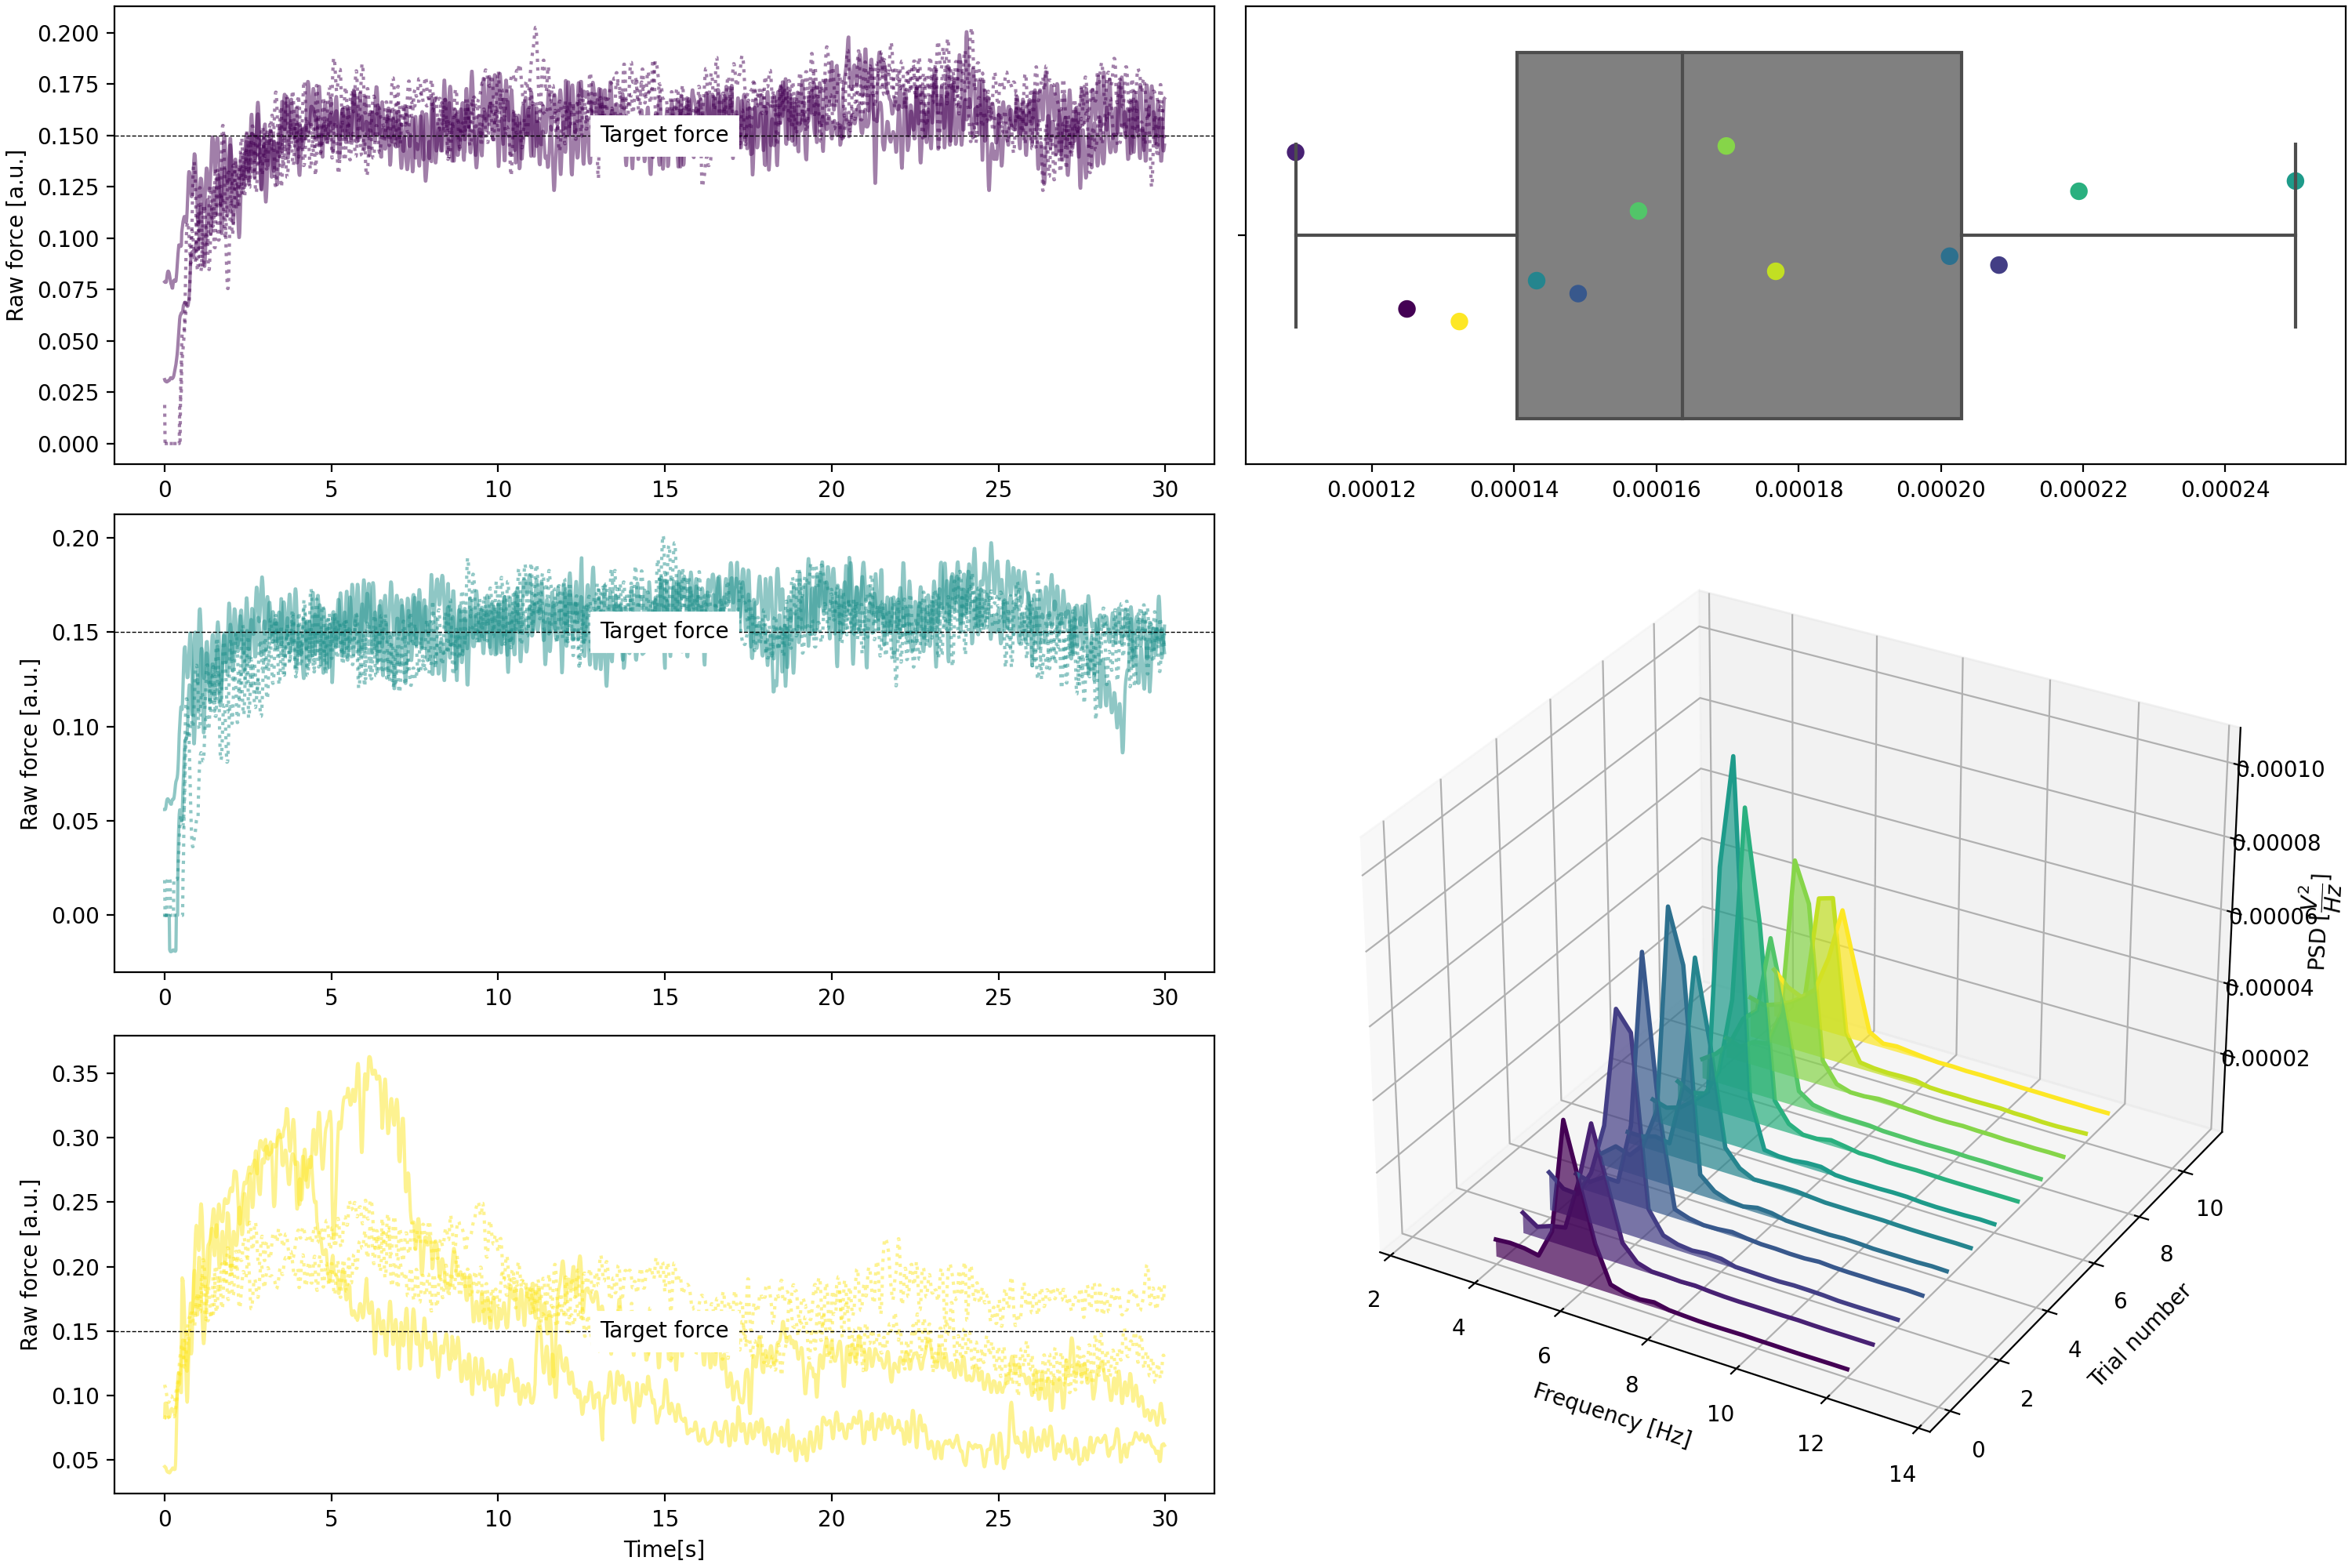 Raw force [a.u.]
0.200
0.175
0.150
0.125
0.100
0.075
0.050
0.025
0.000
Target force
0 5 10 15 20 25 30
0.00012 0.00014 0.00016 0.00018 0.00020 0.00022 0.00024
Raw force [a.u.]
0.20
0.15
0.10
0.05
0.00
Target force
0 5 10 15 20 25 30
Raw force [a.u.]
0.35
0.30
0.25
0.20
0.15
0.10
0.05
Target force
0 5 10 15 20 25 30
Time[s]
0.00010
0.00008
0.00006
0.00004
0.00002
PSD [V²/Hz]
2 4 6 8 10 12 14
Frequency [Hz]
0 2 4 6 8 10
Trial number